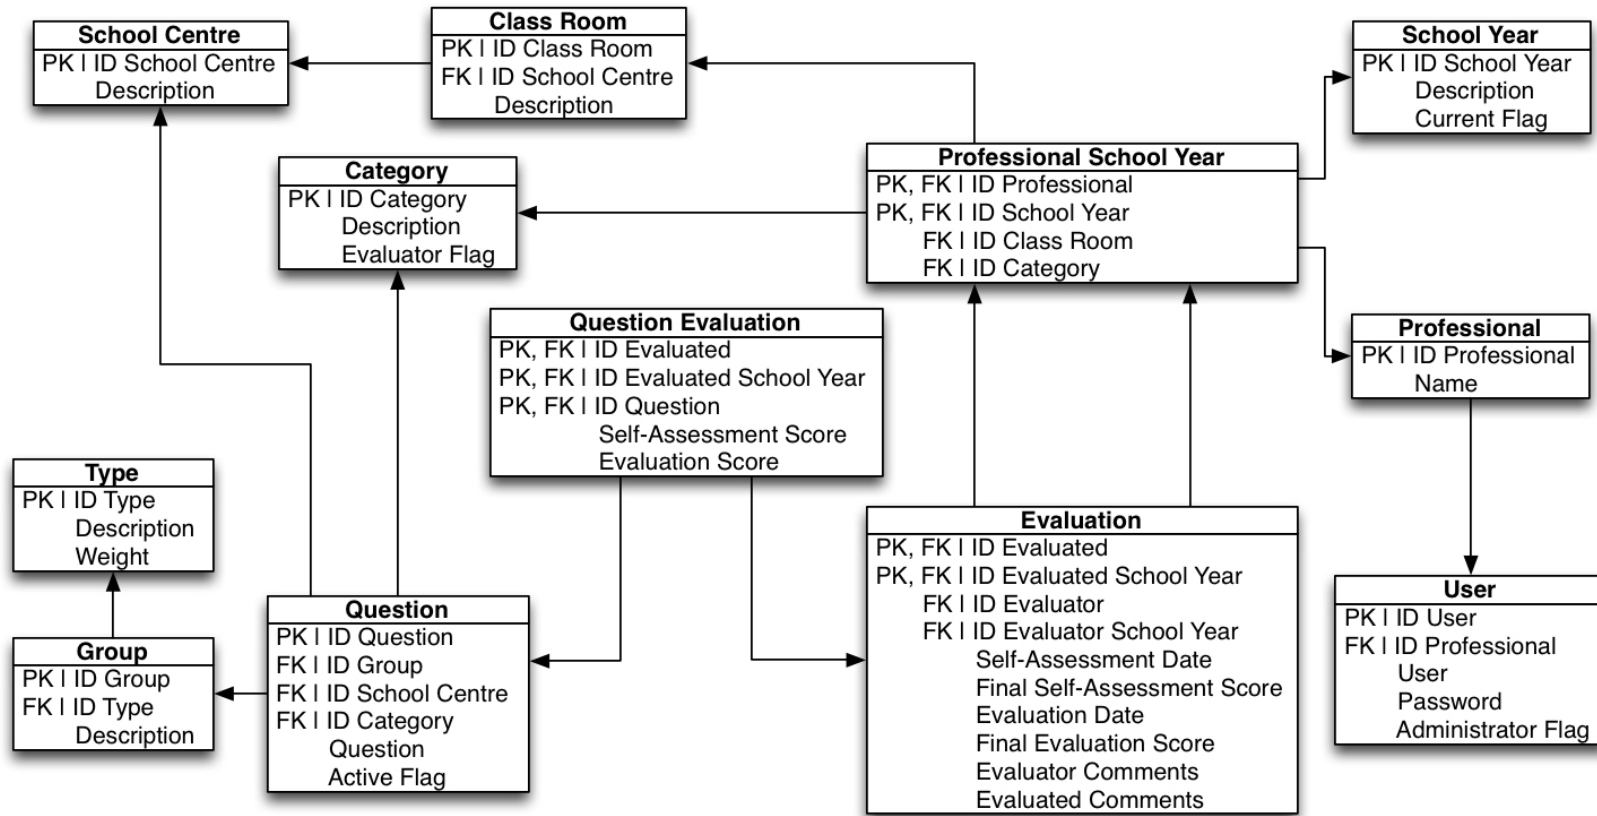 School Centre
PK | ID School Centre
Description
Class Room
PK | ID Class Room
FK | ID School Centre
Description
School Year
PK | ID School Year
Description
Current Flag
Category
PK | ID Category
Description
Evaluator Flag
Professional School Year
PK, FK | ID Professional
PK, FK | ID School Year
FK | ID Class Room
FK | ID Category
Question Evaluation
PK, FK | ID Evaluated
PK, FK | ID Evaluated School Year
PK, FK | ID Question
Self-Assessment Score
Evaluation Score
Professional
PK | ID Professional
Name
Type
PK | ID Type
Description
Weight
Group
PK | ID Group
FK | ID Type
Description
Question
PK | ID Question
FK | ID Group
FK | ID School Centre
FK | ID Category
Question
Active Flag
Evaluation
PK, FK | ID Evaluated
PK, FK | ID Evaluated School Year
FK | ID Evaluator
FK | ID Evaluator School Year
Self-Assessment Date
Final Self-Assessment Score
Evaluation Date
Final Evaluation Score
Evaluator Comments
Evaluated Comments
User
PK | ID User
FK | ID Professional
User
Password
Administrator Flag